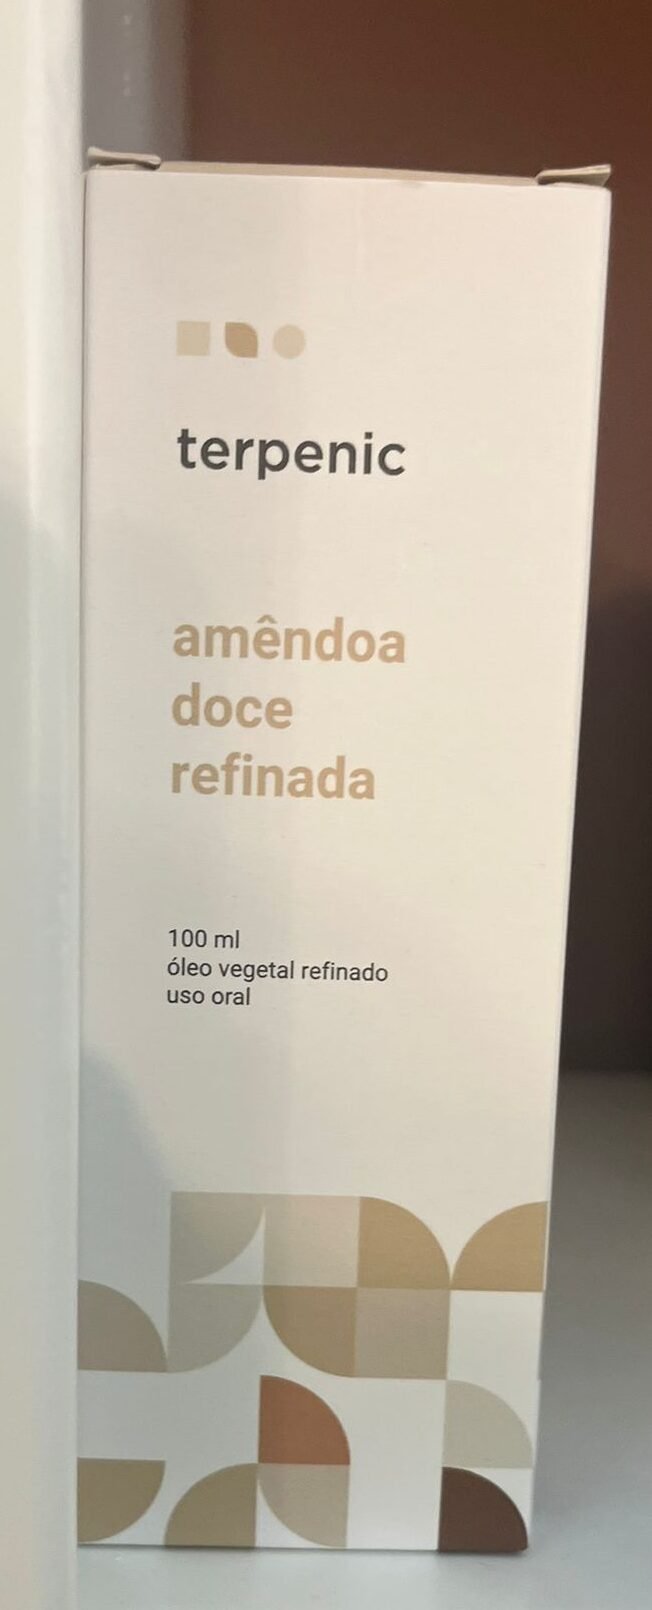 terpenic
amêndoa
doce
refinada
100 ml
óleo vegetal refinado
uso oral